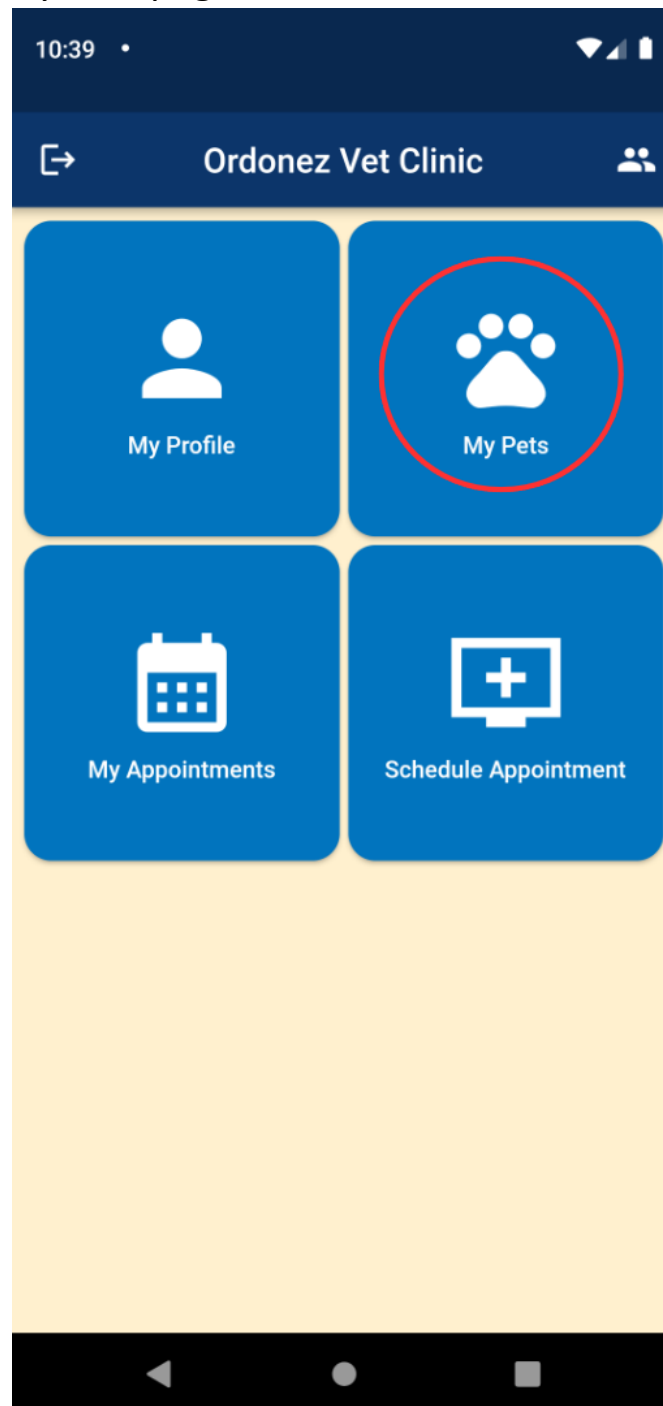 10:39
Ordonez Vet Clinic
My Profile
My Pets
My Appointments
Schedule Appointment